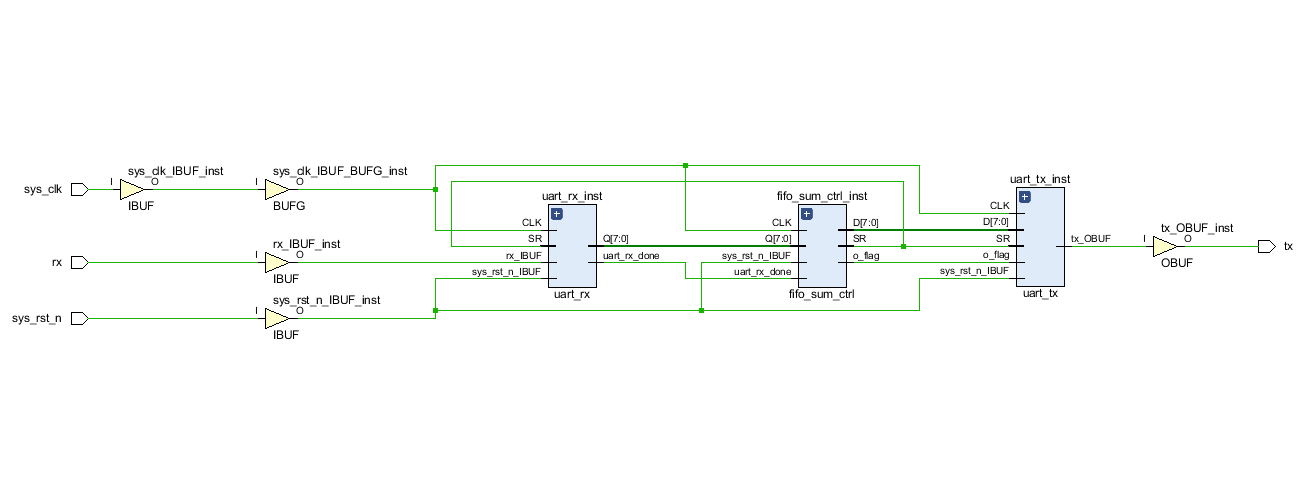 sys_clk
I
sys_clk_IBUF_inst
O
IBUF
I
sys_clk_IBUF_BUFG_inst
O
BUFG
rx
I
rx_IBUF_inst
O
IBUF
sys_rst_n
I
sys_rst_n_IBUF_inst
O
IBUF
uart_rx_inst
+
CLK
SR
rx_IBUF
sys_rst_n_IBUF
Q[7:0]
uart_rx_done
uart_rx
fifo_sum_ctrl_inst
+
CLK
Q[7:0]
sys_rst_n_IBUF
uart_rx_done
D[7:0]
SR
o_flag
fifo_sum_ctrl
uart_tx_inst
+
CLK
D[7:0]
SR
o_flag
sys_rst_n_IBUF
tx_OBUF
uart_tx
I
tx_OBUF_inst
O
OBUF
tx